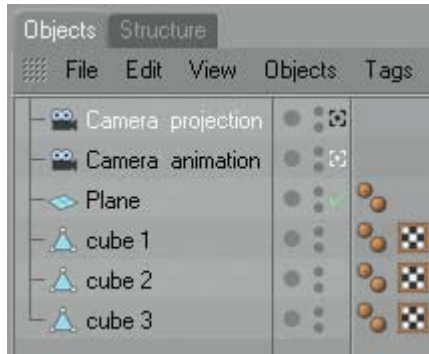 Objects Structure
File Edit View Objects Tags
Camera projection
Camera animation
Plane
cube 1
cube 2
cube 3